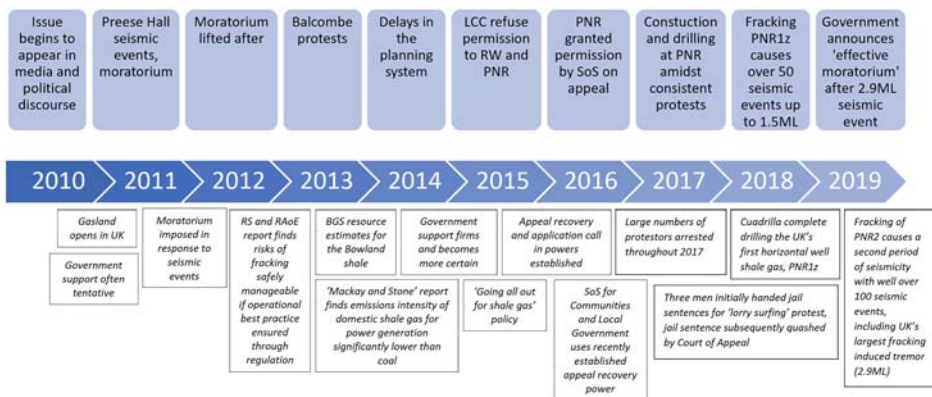 Issue
begins to
appear in
media and
political
discourse
Preese Hall
seismic
events,
moratorium
Moratorium
lifted after
Balcombe
protests
Delays in
the
planning
system
LCC refuse
permission
to RW and
PNR
PNR
granted
permission
by SoS on
appeal
Constuction
and drilling
at PNR
amidst
consistent
protests
Fracking
PNR1z
causes
over 50
seismic
events up
to 1.5ML
Government
announces
'effective
moratorium'
after 2.9ML
seismic
event
2010
2011
2012
2013
2014
2015
2016
2017
2018
2019
Gasland
opens in UK
Government
support often
tentative
Moratorium
imposed in
response to
seismic
events
RS and RAoE
report finds
risks of
fracking safely
manageable if
operational
best practice
ensured
through
regulation
BGS resource
estimates for
the Bowland
shale
'Mackay and Stone' report
finds emissions intensity of
domestic shale gas for
power generation
significantly lower than
coal
Government
support firms
and becomes
more certain
'Going all out
for shale gas'
policy
Appeal recovery
and application call in
powers
established
SoS for
Communities
and Local
Government
uses recently
established
appeal recovery
power
Large numbers of
protestors arrested
throughout 2017
Three men initially handed jail
sentences for 'lorry surfing' protest,
jail sentence subsequently quashed
by Court of Appeal
Cuadrilla complete
drilling the UK's
first horizontal well
shale gas, PNR1z
Fracking of
PNR2 causes a
second period of
seismicity with
well over 100
seismic events,
including UK's
largest fracking
induced tremor
(2.9ML)